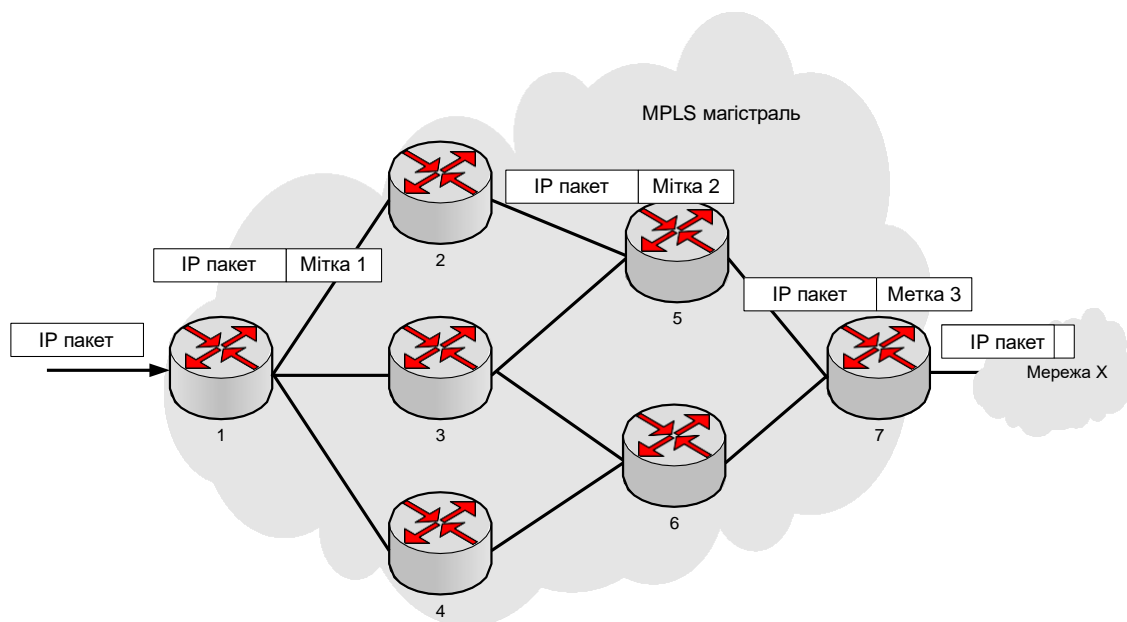 MPLS магістраль
IP пакет Мітка 2
2
IP пакет Мітка 1
5
IP пакет Метка 3
IP пакет
IP пакет
Мережа X
1
3
7
6
4